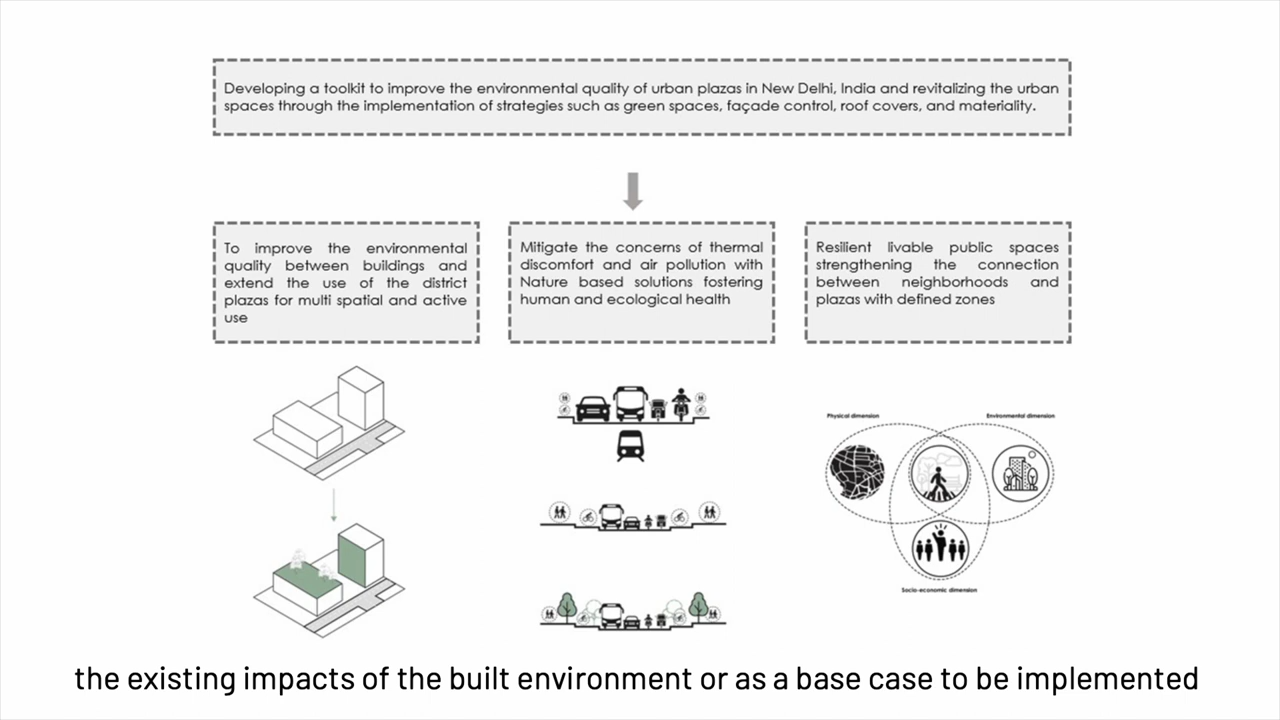 Developing a toolkit to improve the environmental quality of urban plazas in New Delhi, India and revitalizing the urban
spaces through the implementation of strategies such as green spaces, façade control, roof covers, and materiality.
To improve the environmental
quality between buildings and
extend the use of the district
plazas for multi spatial and active
use
Mitigate the concerns of thermal
discomfort and air pollution with
Nature based solutions fostering
human and ecological health
Resilient livable public spaces
strengthening the connection
between neighborhoods and
plazas with defined zones
Physical dimension
Environmental dimension
Socio-economic dimension
the existing impacts of the built environment or as a base case to be implemented